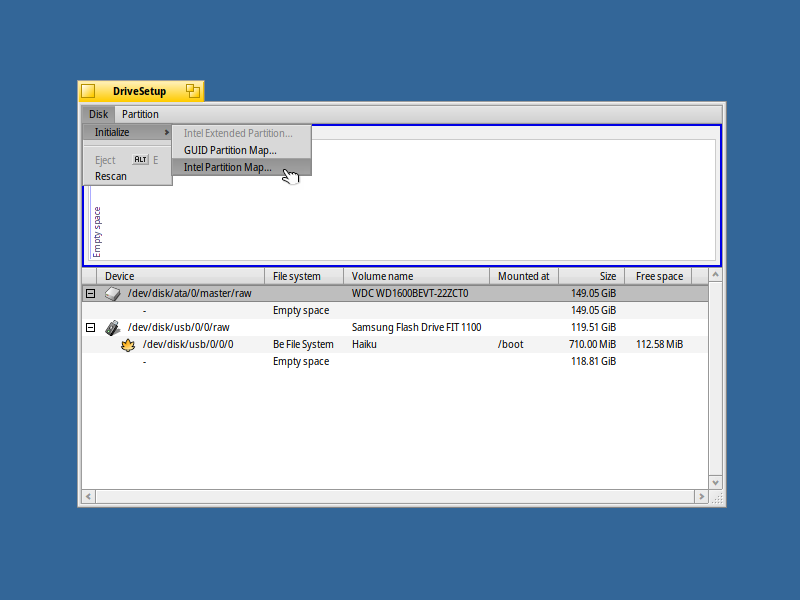 DriveSetup
Disk Partition
Initialize
Intel Extended Partition...
GUID Partition Map...
Eject ALT E
Intel Partition Map...
Rescan
Empty space
Device File system Volume name Mounted at Size Free space
/dev/disk/ata/0/master/raw WDC WD1600BEVT-22ZCT0 149.05 GiB
- Empty space 149.05 GiB
/dev/disk/usb/0/0/raw Samsung Flash Drive FIT 1100 119.51 GiB
/dev/disk/usb/0/0/0 Be File System Haiku /boot 710.00 MiB 112.58 MiB
- Empty space 118.81 GiB